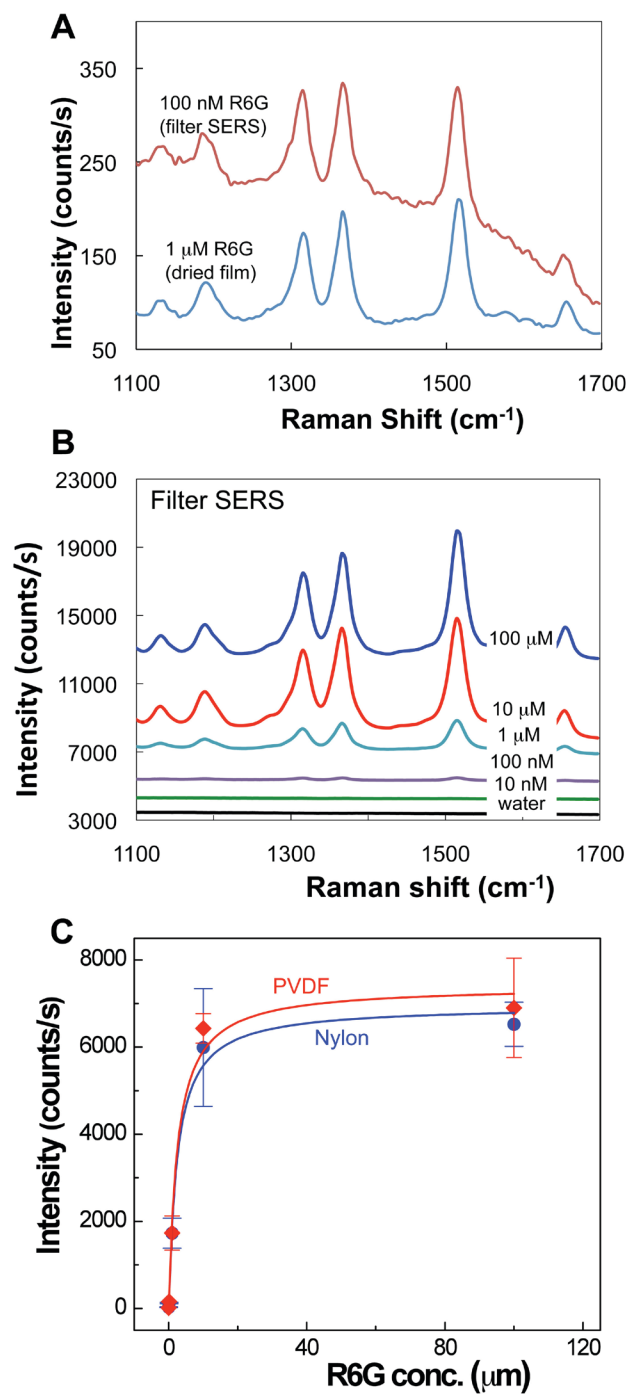 A
350
250
150
50
Intensity (counts/s)
100 nM R6G
(filter SERS)
1 μM R6G
(dried film)
1100 1300 1500 1700
Raman Shift (cm-1)
B
23000
19000
15000
11000
7000
3000
Intensity (counts/s)
Filter SERS
100 μM
10 μM
1 μM
100 nM
10 nM
water
1100 1300 1500 1700
Raman shift (cm-1)
C
8000
6000
4000
2000
0
Intensity (counts/s)
PVDF
Nylon
0 40 80 120
R6G conc. (μm)